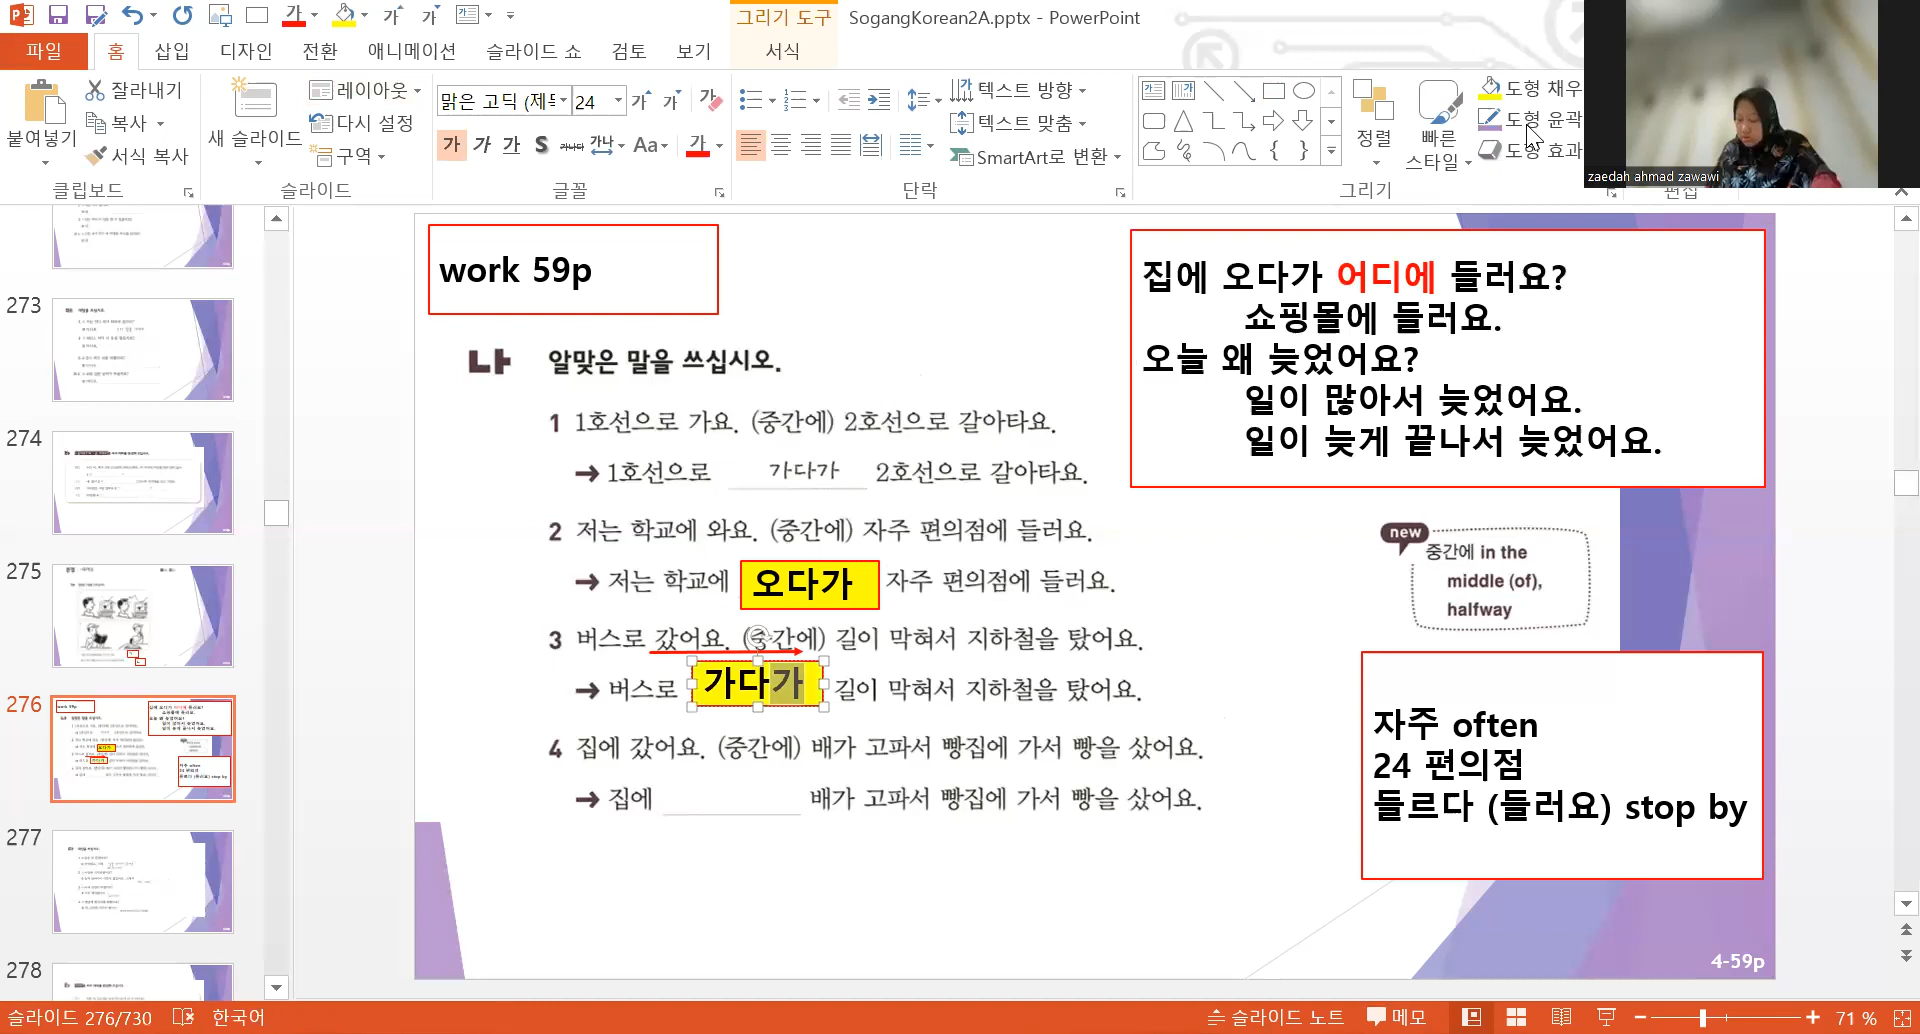 그리기 도구
SogangKorean2A.pptx - PowerPoint
파일 홈 삽입 디자인 전환 애니메이션 슬라이드 쇼 검토 보기 서식
붙여넣기
잘라내기
복사
서식 복사
클립보드
새 슬라이드
레이아웃
다시 설정
구역
슬라이드
맑은 고딕 (제목 24
가 가 가 S 가나다 간나 Aa 가
글꼴
텍스트 방향
텍스트 맞춤
SmartArt로 변환
단락
정렬
빠른 스타일
도형 채우
도형 윤곽
도형 효과
그리기
편집
zaedah ahmad zawawi
273
274
275
276
277
278
work 59p
집에 오다가 어디에 들러요?
쇼핑몰에 들러요.
오늘 왜 늦었어요?
일이 많아서 늦었어요.
일이 늦게 끝나서 늦었어요.
나 알맞은 말을 쓰십시오.
1 1호선으로 가요. (중간에) 2호선으로 갈아타요.
→ 1호선으로 가다가 2호선으로 갈아타요.
2 저는 학교에 와요. (중간에) 자주 편의점에 들러요.
→ 저는 학교에 오다가 자주 편의점에 들러요.
3 버스로 갔어요. (중간에) 길이 막혀서 지하철을 탔어요.
→ 버스로 가다가 길이 막혀서 지하철을 탔어요.
4 집에 갔어요. (중간에) 배가 고파서 빵집에 가서 빵을 샀어요.
→ 집에 배가 고파서 빵집에 가서 빵을 샀어요.
new
중간에 in the
middle (of),
halfway
자주 often
24 편의점
들르다 (들러요) stop by
4-59p
슬라이드 276/730 한국어
슬라이드 노트 메모 71 %